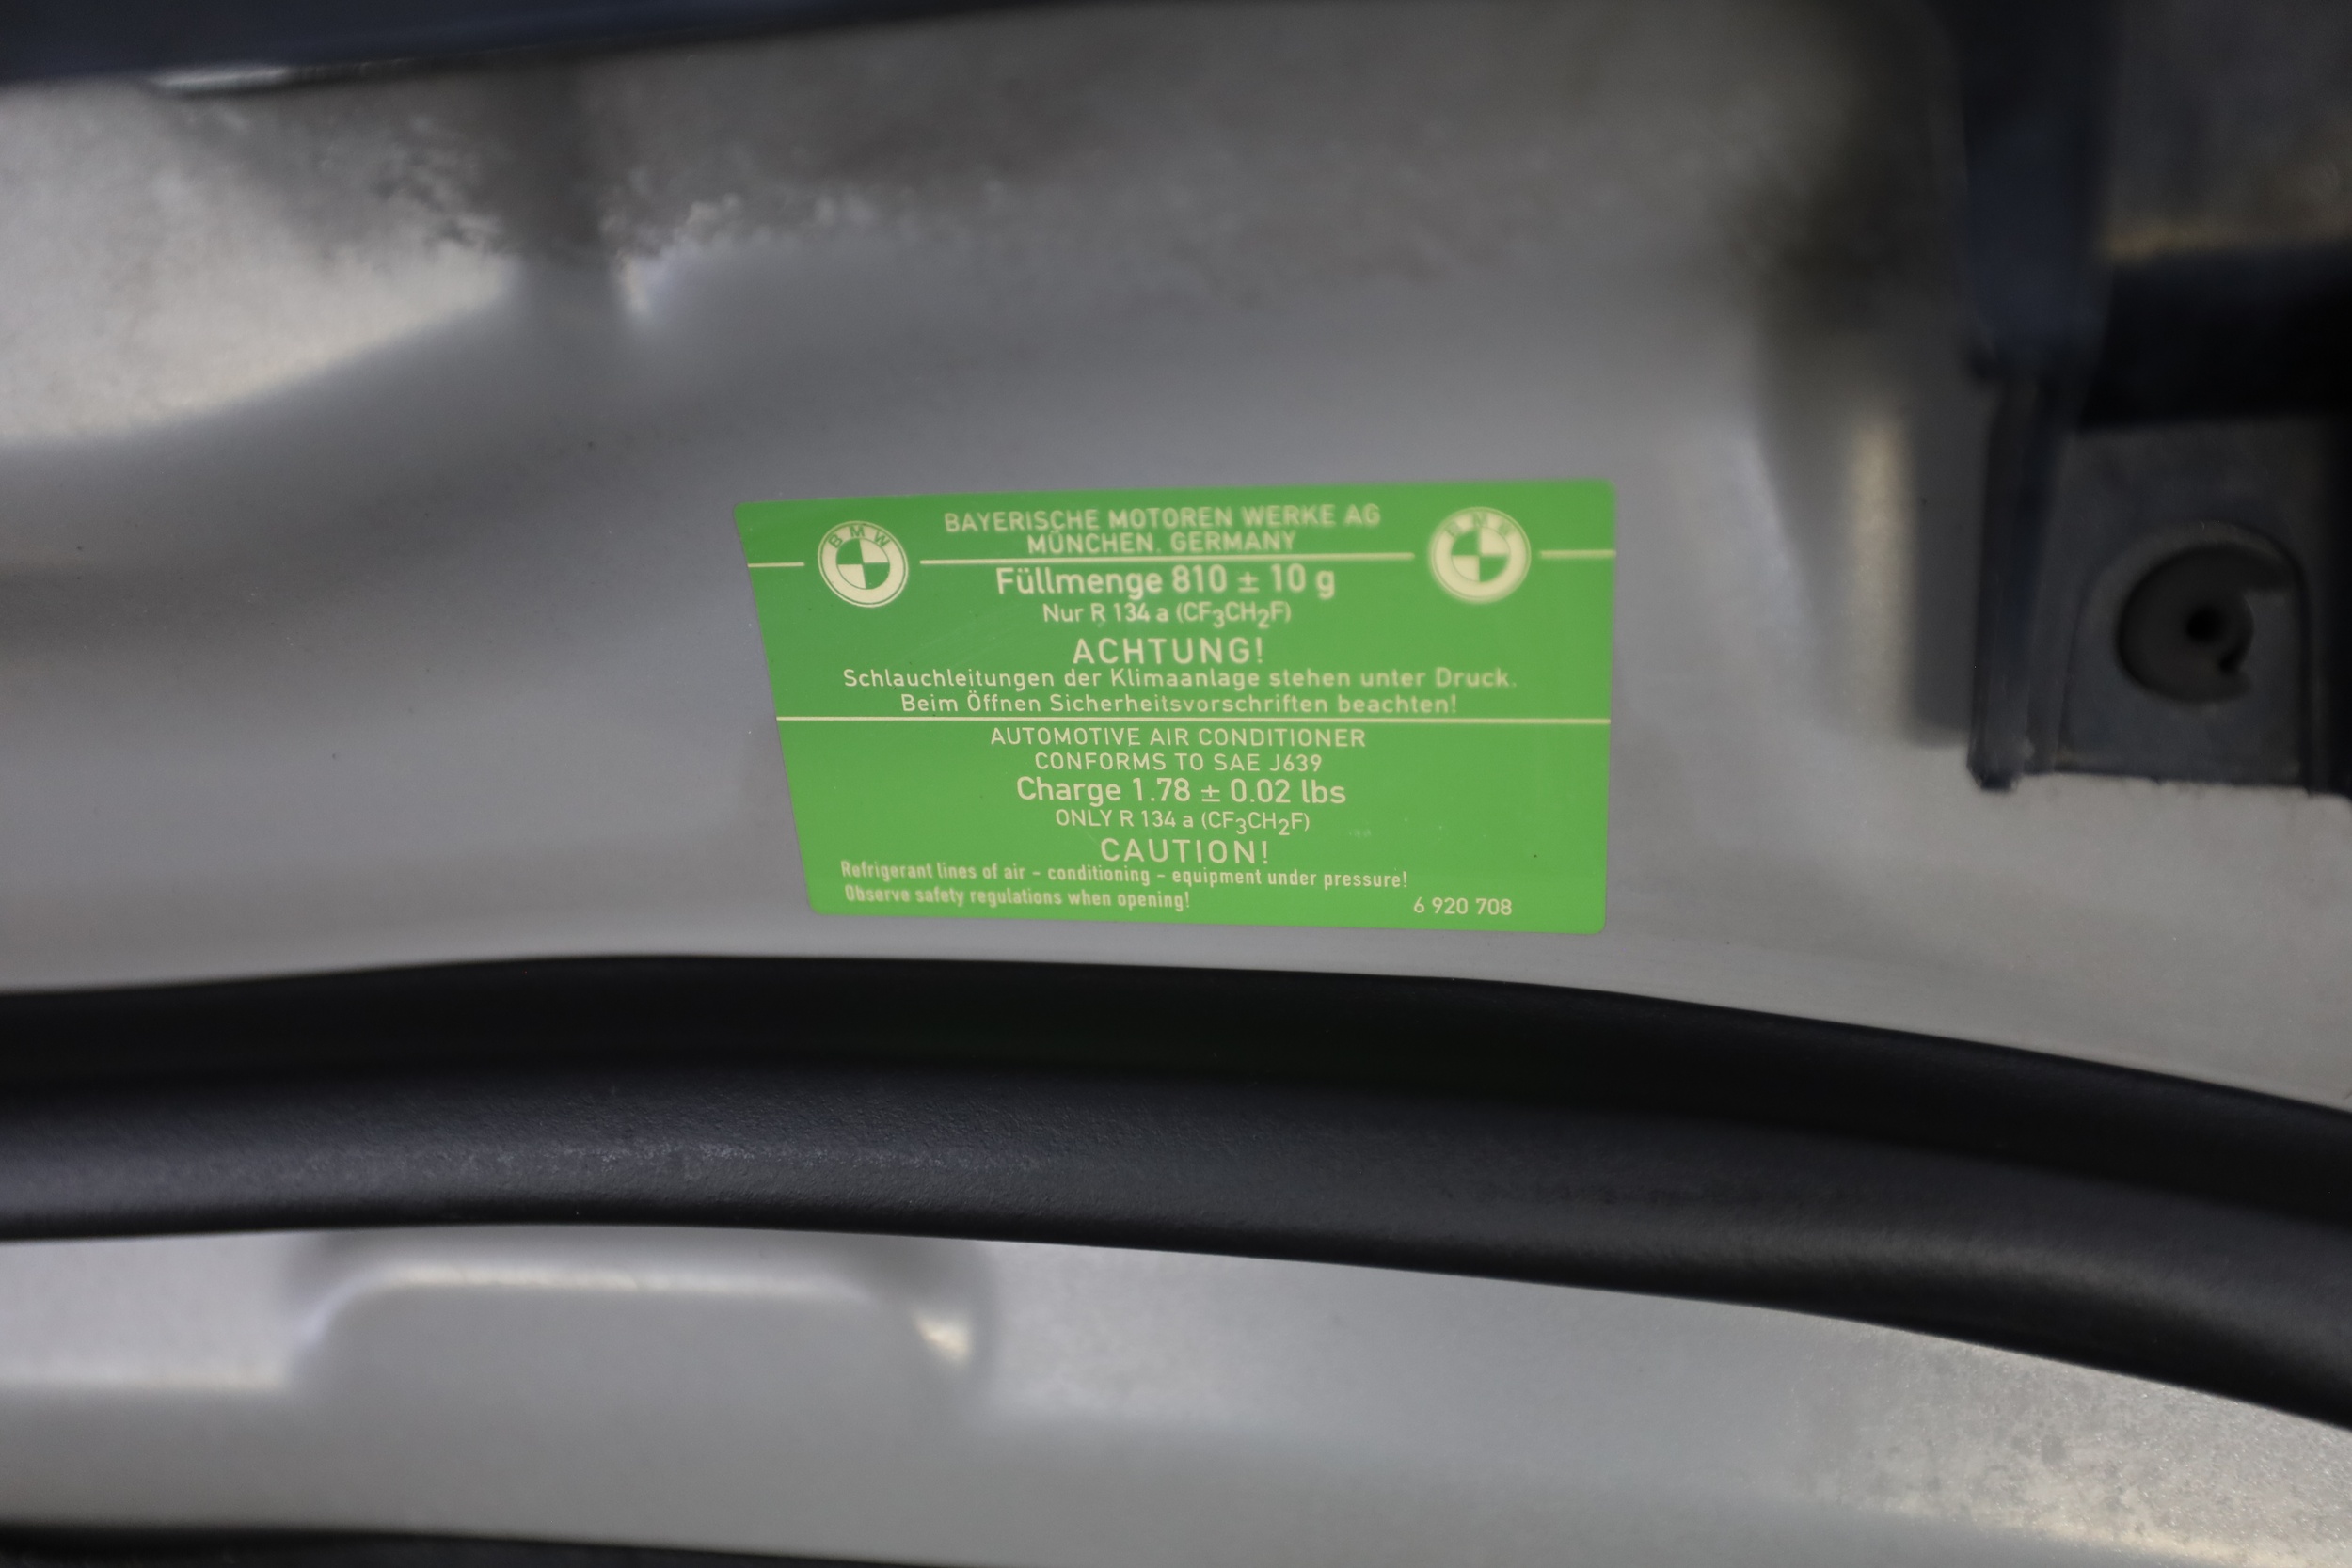 BAYERISCHE MOTOREN WERKE AG
MÜNCHEN. GERMANY
BMW
BMW
Füllmenge 810 ± 10 g
Nur R 134 a (CF₃CH₂F)
ACHTUNG!
Schlauchleitungen der Klimaanlage stehen unter Druck.
Beim Öffnen Sicherheitsvorschriften beachten!
AUTOMOTIVE AIR CONDITIONER
CONFORMS TO SAE J639
Charge 1.78 ± 0.02 lbs
ONLY R 134 a (CF₃CH₂F)
CAUTION!
Refrigerant lines of air - conditioning - equipment under pressure!
Observe safety regulations when opening!
6 920 708